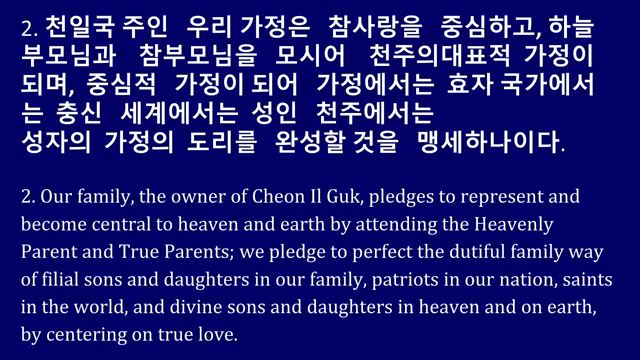 2. 천일국 주인 우리 가정은 참사랑을 중심하고, 하늘
부모님과 참부모님을 모시어 천주의대표적 가정이
되며, 중심적 가정이 되어 가정에서는 효자 국가에서
는 충신 세계에서는 성인 천주에서는
성자의 가정의 도리를 완성할 것을 맹세하나이다.
2. Our family, the owner of Cheon Il Guk, pledges to represent and
become central to heaven and earth by attending the Heavenly
Parent and True Parents; we pledge to perfect the dutiful family way
of filial sons and daughters in our family, patriots in our nation, saints
in the world, and divine sons and daughters in heaven and on earth,
by centering on true love.